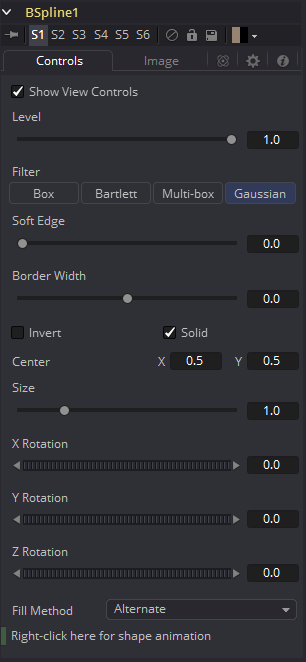 BSpline1
S1 S2 S3 S4 S5 S6
Controls Image
Show View Controls
Level
1.0
Filter
Box Bartlett Multi-box Gaussian
Soft Edge
0.0
Border Width
0.0
Invert Solid
Center X 0.5 Y 0.5
Size
1.0
X Rotation
0.0
Y Rotation
0.0
Z Rotation
0.0
Fill Method Alternate
Right-click here for shape animation